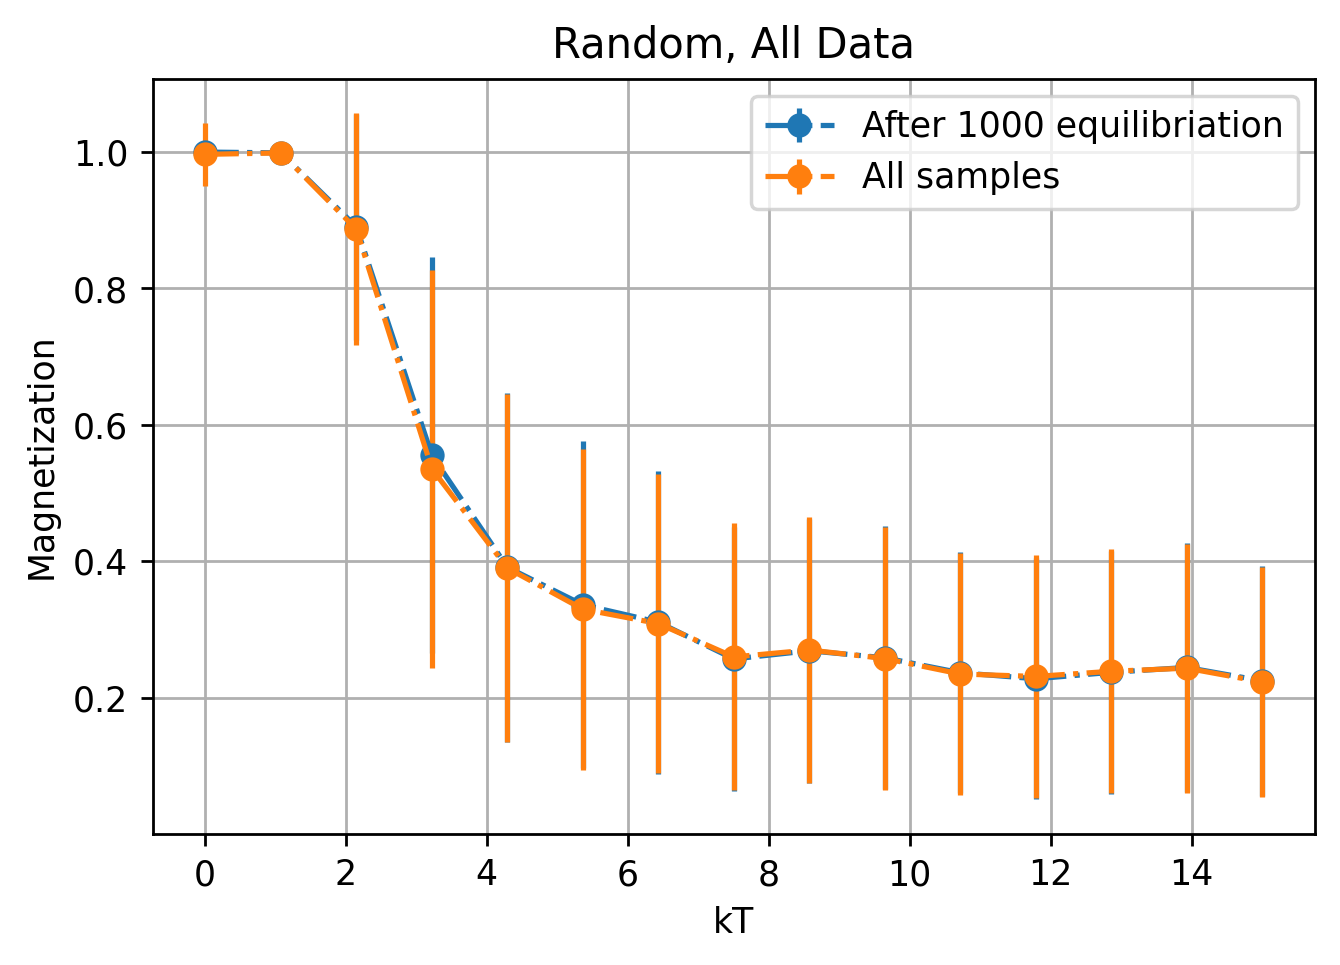 Random, All Data
After 1000 equilibriation
All samples
1.0
0.8
0.6
0.4
0.2
Magnetization
0 2 4 6 8 10 12 14
kT